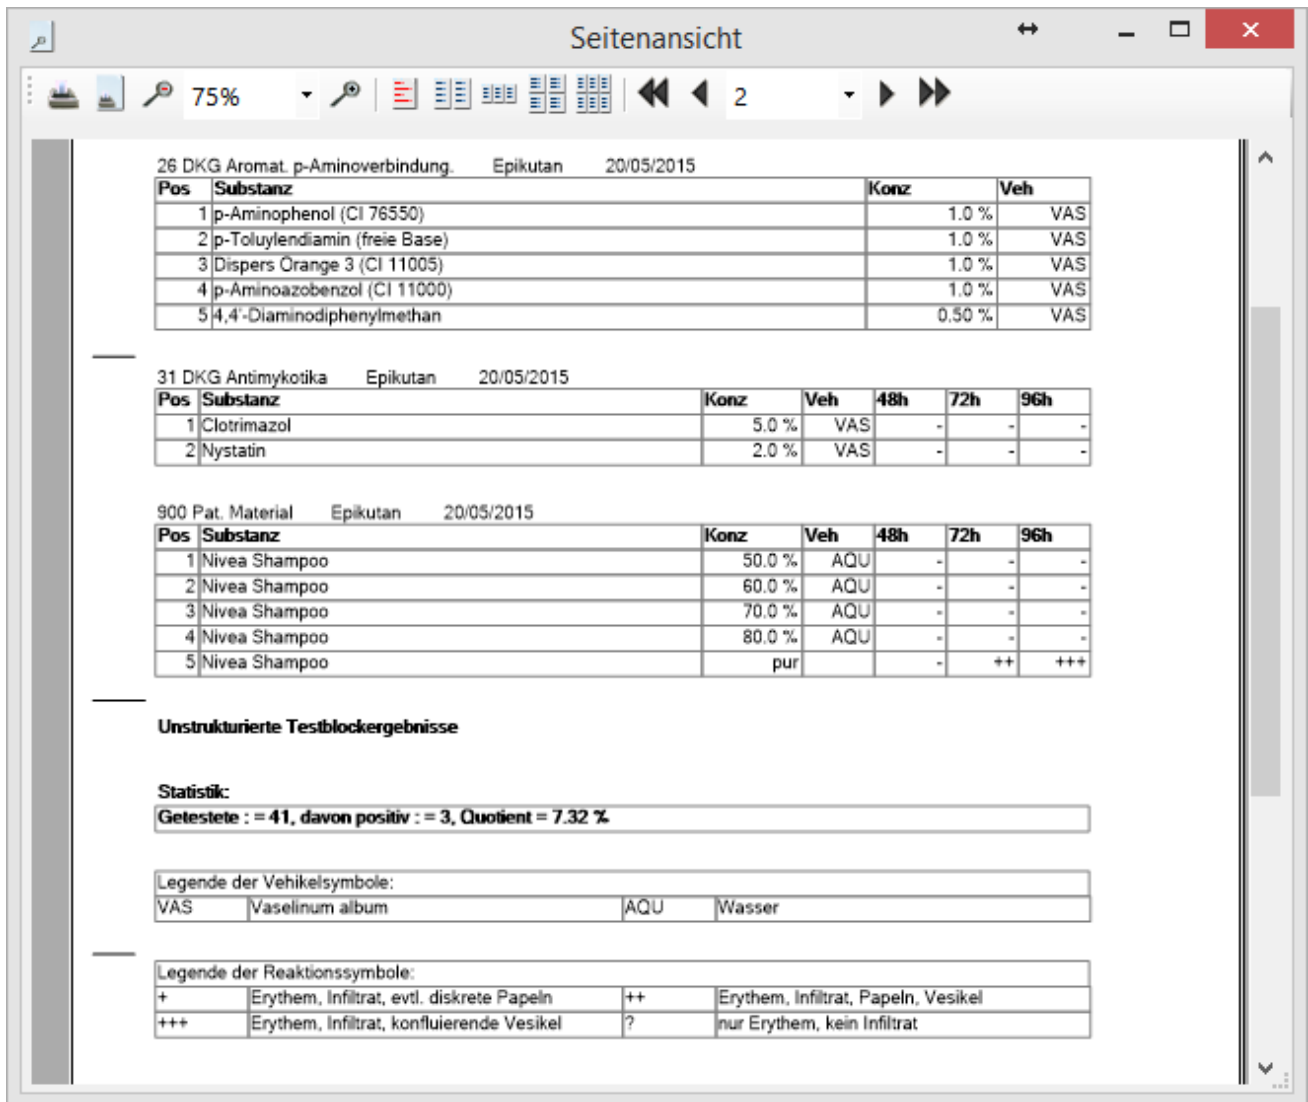 Seitenansicht
75% 2
26 DKG Aromat. p-Aminoverbindung. Epikutan 20/05/2015
Pos Substanz Konz Veh
1 p-Aminophenol (CI 76550) 1.0 % VAS
2 p-Toluylendiamin (freie Base) 1.0 % VAS
3 Dispers Orange 3 (CI 11005) 1.0 % VAS
4 p-Aminoazobenzol (CI 11000) 1.0 % VAS
5 4,4'-Diaminodiphenylmethan 0.50 % VAS
31 DKG Antimykotika Epikutan 20/05/2015
Pos Substanz Konz Veh 48h 72h 96h
1 Clotrimazol 5.0 % VAS - - -
2 Nystatin 2.0 % VAS - - -
900 Pat. Material Epikutan 20/05/2015
Pos Substanz Konz Veh 48h 72h 96h
1 Nivea Shampoo 50.0 % AQU - - -
2 Nivea Shampoo 60.0 % AQU - - -
3 Nivea Shampoo 70.0 % AQU - - -
4 Nivea Shampoo 80.0 % AQU - - -
5 Nivea Shampoo pur - ++ +++
Unstrukturierte Testblockergebnisse
Statistik:
Getestete : = 41, davon positiv : = 3, Quotient = 7.32 %
Legende der Vehikelsymbole:
VAS Vaselinum album AQU Wasser
Legende der Reaktionssymbole:
+ Erythem, Infiltrat, evtl. diskrete Papeln ++ Erythem, Infiltrat, Papeln, Vesikel
+++ Erythem, Infiltrat, konfluierende Vesikel ? nur Erythem, kein Infiltrat